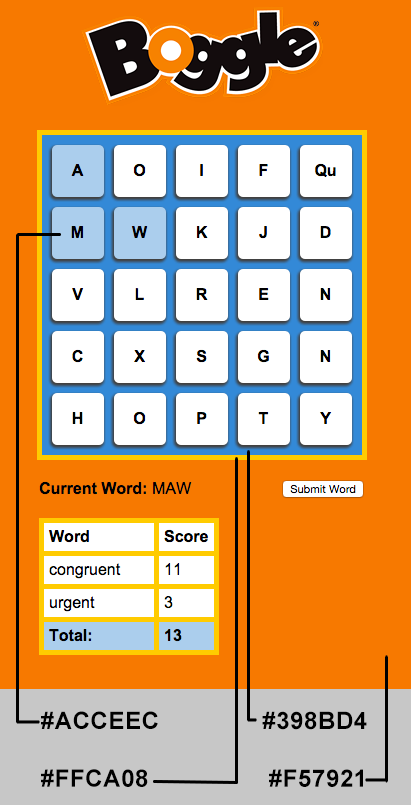 Boggle®
A O I F Qu
M W K J D
V L R E N
C X S G N
H O P T Y
Current Word: MAW Submit Word
Word Score
congruent 11
urgent 3
Total: 13
#ACCEEC #398BD4
#FFCA08 #F57921